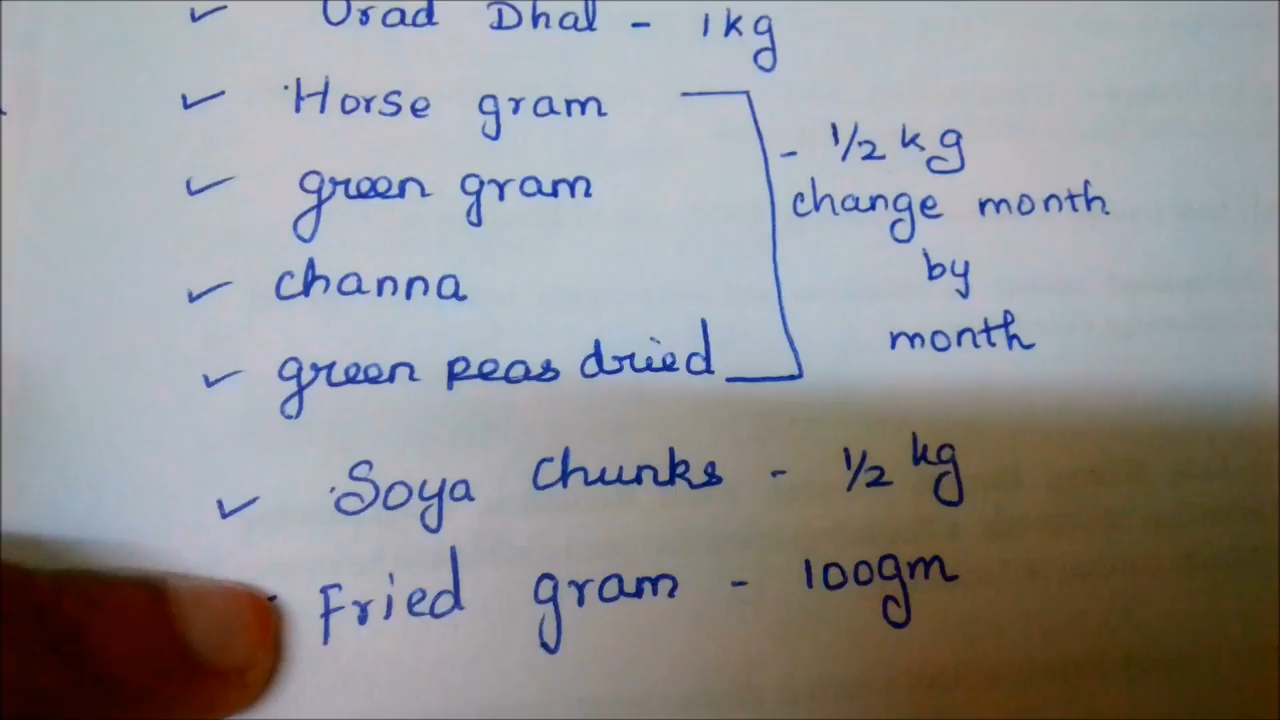 ✓ Urad Dhal - 1kg
✓ Horse gram
- 1/2 kg
✓ green gram
change month
by
✓ channa
month
✓ green peas dried
✓ Soya chunks - 1/2 kg
Fried gram - 100gm